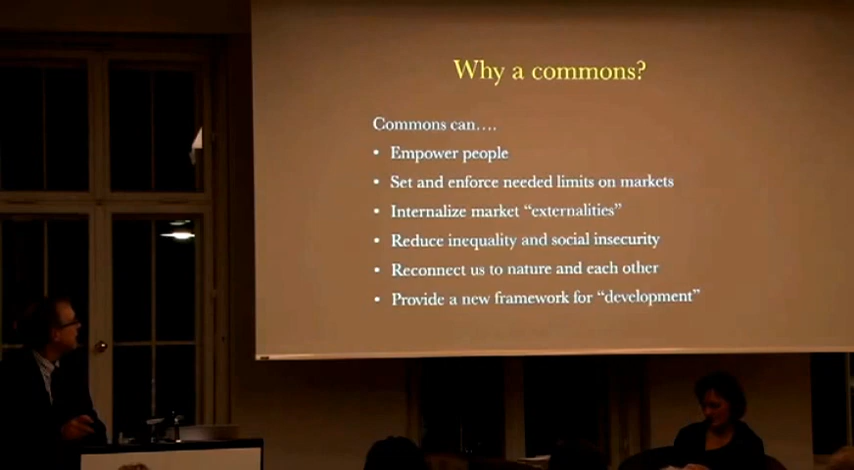 Why a commons?
Commons can….
• Empower people
• Set and enforce needed limits on markets
• Internalize market “externalities”
• Reduce inequality and social insecurity
• Reconnect us to nature and each other
• Provide a new framework for “development”